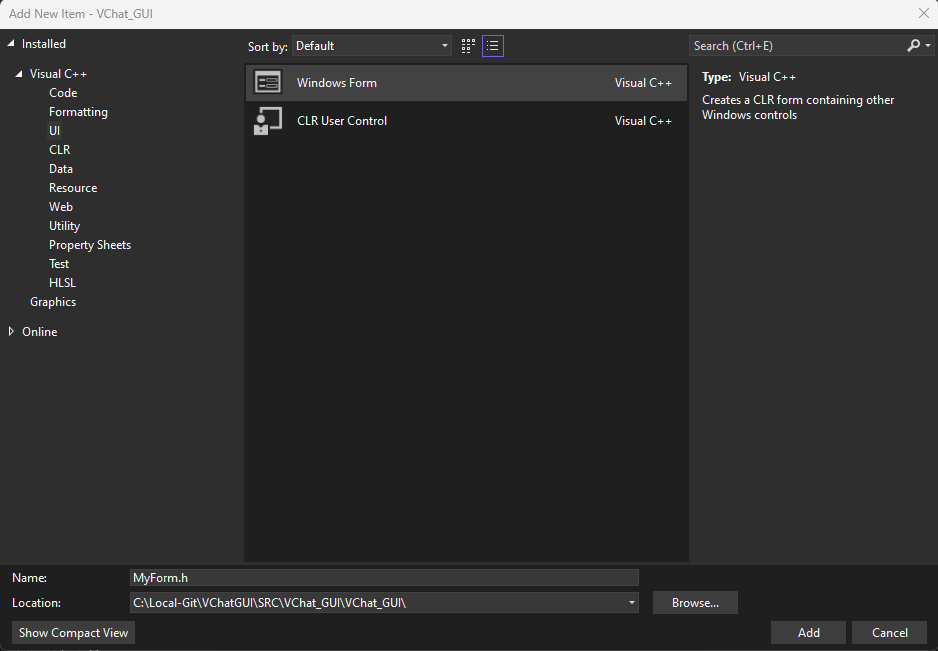 Add New Item - VChat_GUI
Installed
Visual C++
Code
Formatting
UI
CLR
Data
Resource
Web
Utility
Property Sheets
Test
HLSL
Graphics
Online
Sort by: Default
Windows Form Visual C++
CLR User Control Visual C++
Search (Ctrl+E)
Type: Visual C++
Creates a CLR form containing other
Windows controls
Name: MyForm.h
Location: C:\Local-Git\VChatGUI\SRC\VChat_GUI\VChat_GUI\
Browse...
Show Compact View
Add
Cancel